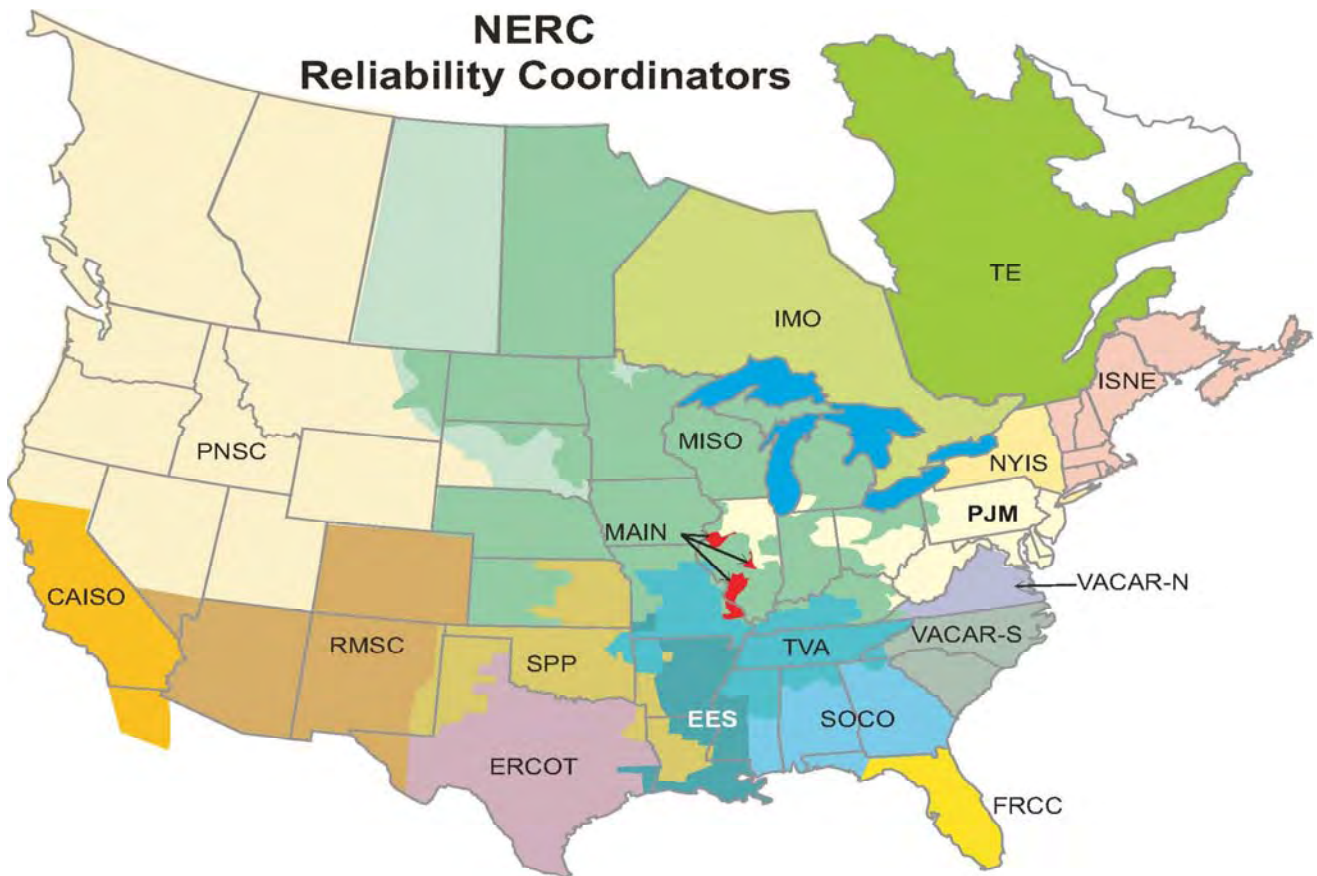 NERC
Reliability Coordinators
TE
IMO
ISNE
MISO
PNSC
NYIS
PJM
MAIN
VACAR-N
CAISO
VACAR-S
RMSC
TVA
SPP
EES
SOCO
ERCOT
FRCC